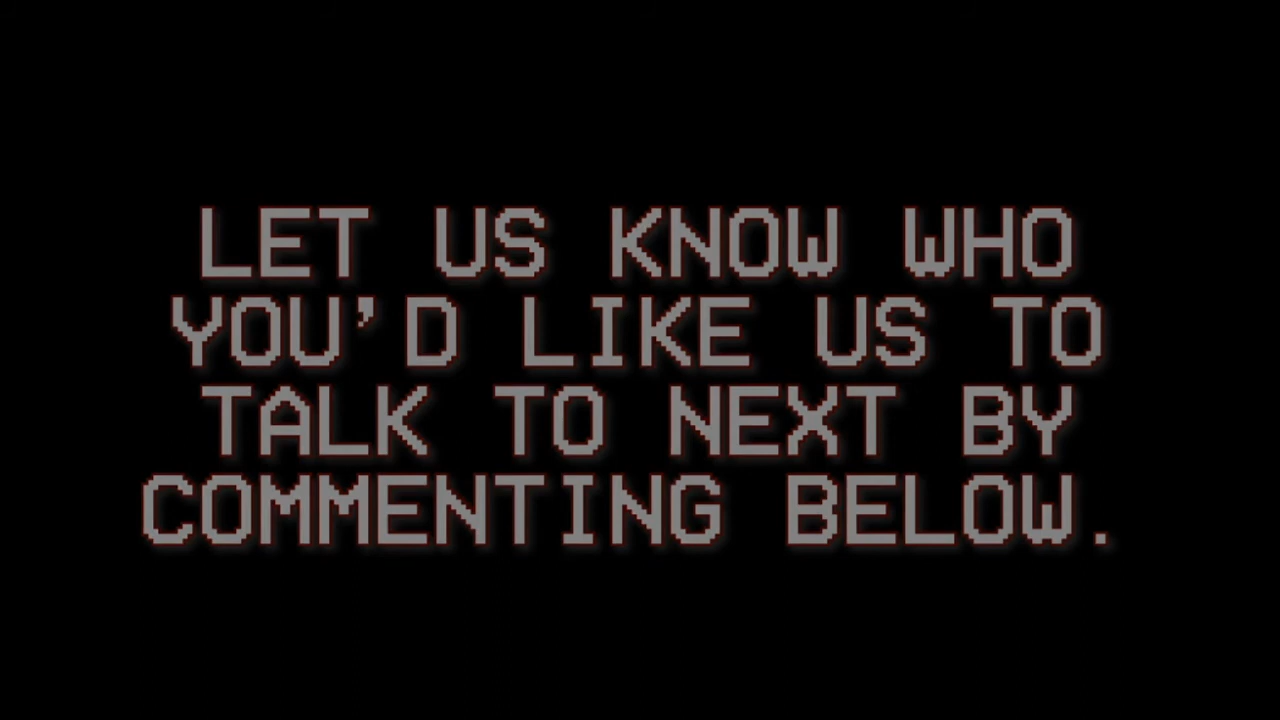 LET US KNOW WHO
YOU'D LIKE US TO
TALK TO NEXT BY
COMMENTING BELOW.